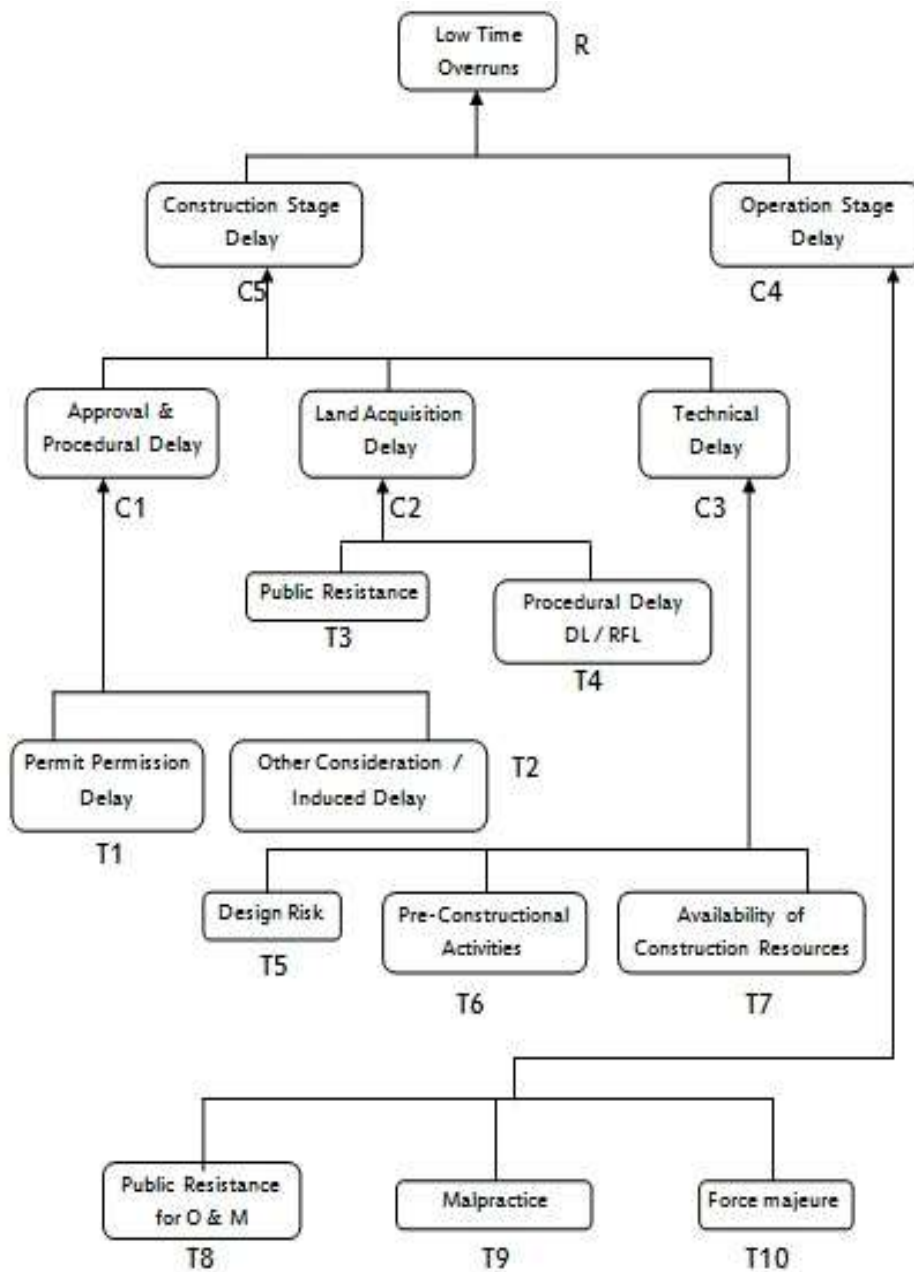 Low Time
Overruns
R
Construction Stage
Delay
C5
Operation Stage
Delay
C4
Approval &
Procedural Delay
C1
Land Acquisition
Delay
C2
Technical
Delay
C3
Public Resistance
T3
Procedural Delay
DL / RFL
T4
Permit Permission
Delay
T1
Other Consideration /
Induced Delay
T2
Design Risk
T5
Pre-Constructional
Activities
T6
Availability of
Construction Resources
T7
Public Resistance
for O & M
T8
Malpractice
T9
Force majeure
T10